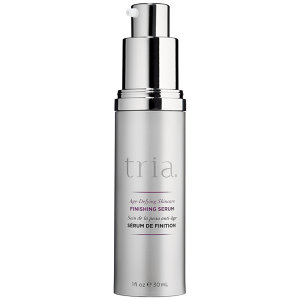 tria.
Age-Defying Skincare
FINISHING SERUM
Soin de la peau anti-âge
SÉRUM DE FINITION
1 fl oz ℮ 30 mL